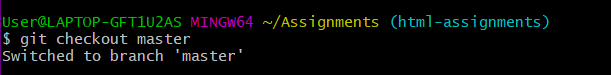 User@LAPTOP-GFT1U2AS MINGW64 ~/Assignments (html-assignments)
$ git checkout master
Switched to branch 'master'